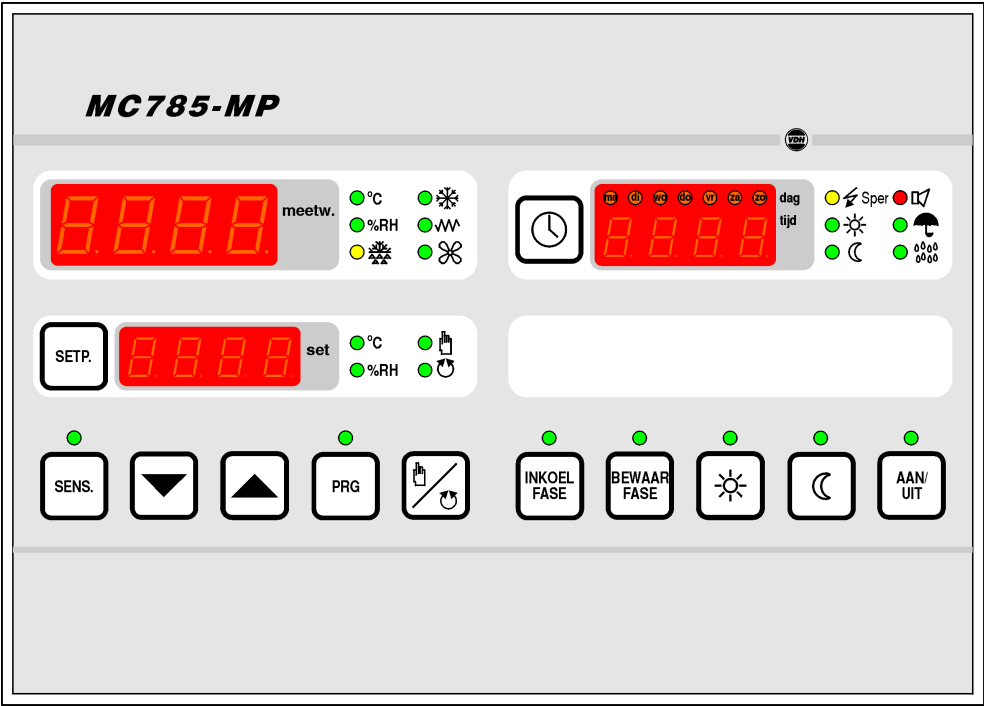 MC785-MP
VDH
meetw.
°C
%RH
ma di wo do vr za zo
dag
tijd
Sper
SETP.
set
°C
%RH
SENS.
PRG
INKOEL
FASE
BEWAAR
FASE
AAN/
UIT